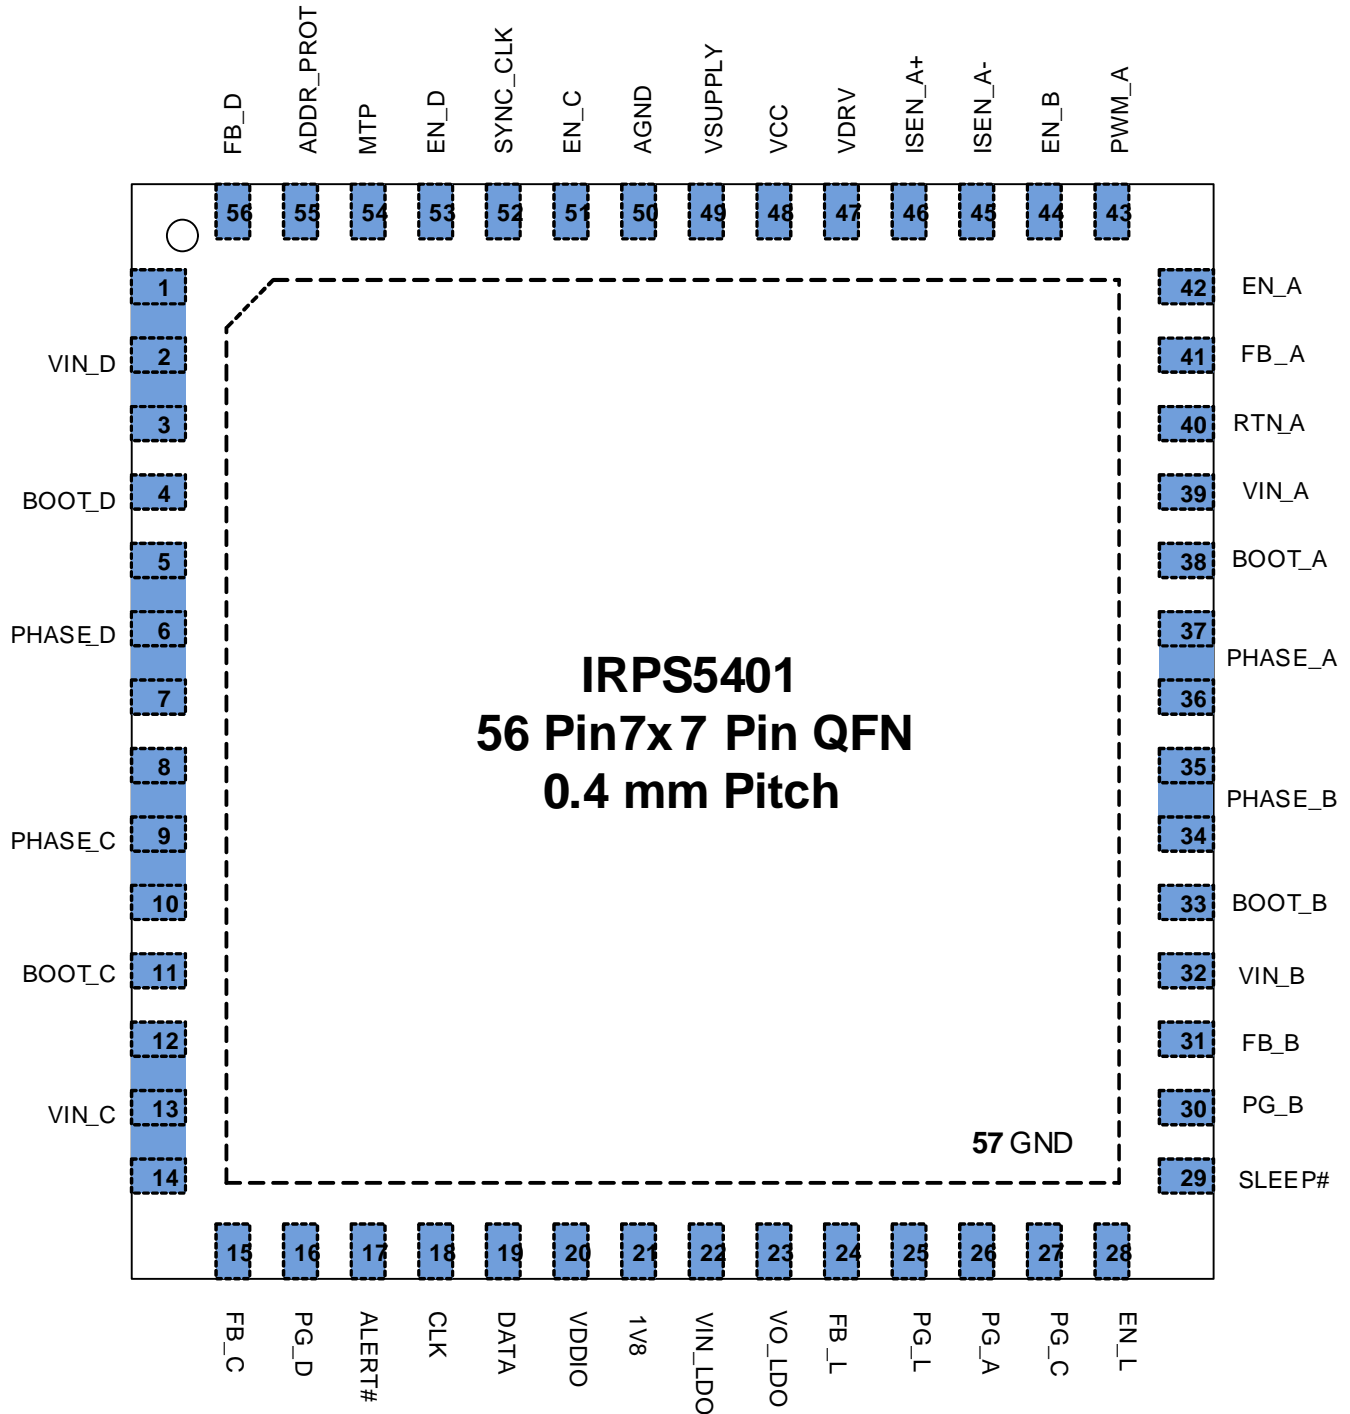 FB_D
ADDR_PROT
MTP
EN_D
SYNC_CLK
EN_C
AGND
VSUPPLY
VCC
VDRV
ISEN_A+
ISEN_A-
EN_B
PWM_A
56
55
54
53
52
51
50
49
48
47
46
45
44
43
1
2
3
4
5
6
7
8
9
10
11
12
13
14
VIN_D
BOOT_D
PHASE_D
PHASE_C
BOOT_C
VIN_C
IRPS5401
56 Pin7x7 Pin QFN
0.4 mm Pitch
57 GND
42 EN_A
41 FB_A
40 RTN_A
39 VIN_A
38 BOOT_A
37
PHASE_A
36
35
PHASE_B
34
33 BOOT_B
32 VIN_B
31 FB_B
30 PG_B
29 SLEEP#
15
16
17
18
19
20
21
22
23
24
25
26
27
28
FB_C
PG_D
ALERT#
CLK
DATA
VDDIO
1V8
VIN_LDO
VO_LDO
FB_L
PG_L
PG_A
PG_C
EN_L